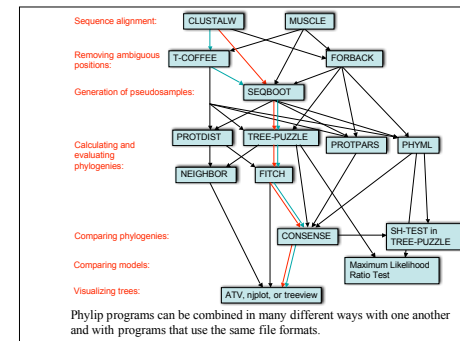 Sequence alignment: CLUSTALW MUSCLE
Removing ambiguous
positions:
T-COFFEE FORBACK
Generation of pseudosamples: SEQBOOT
Calculating and
evaluating
phylogenies:
PROTDIST TREE-PUZZLE PROTPARS PHYML
NEIGHBOR FITCH
Comparing phylogenies: CONSENSE
SH-TEST in
TREE-PUZZLE
Comparing models:
Maximum Likelihood
Ratio Test
Visualizing trees: ATV, njplot, or treeview
Phylip programs can be combined in many different ways with one another
and with programs that use the same file formats.